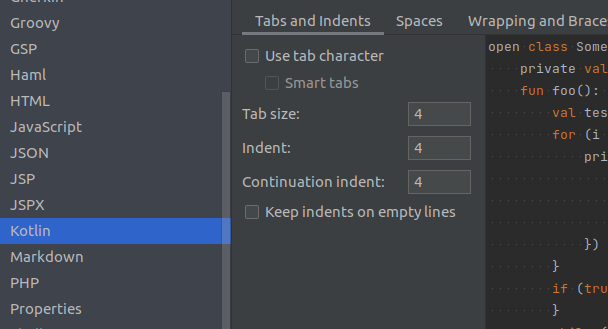 Gherkin
Groovy
GSP
Haml
HTML
JavaScript
JSON
JSP
JSPX
Kotlin
Markdown
PHP
Properties
Tabs and Indents
Spaces
Wrapping and Brace
Use tab character
Smart tabs
Tab size:
4
Indent:
4
Continuation indent:
4
Keep indents on empty lines
open class Some
private val
fun foo():
val tes
for (i
pri
})
}
if (tru
}